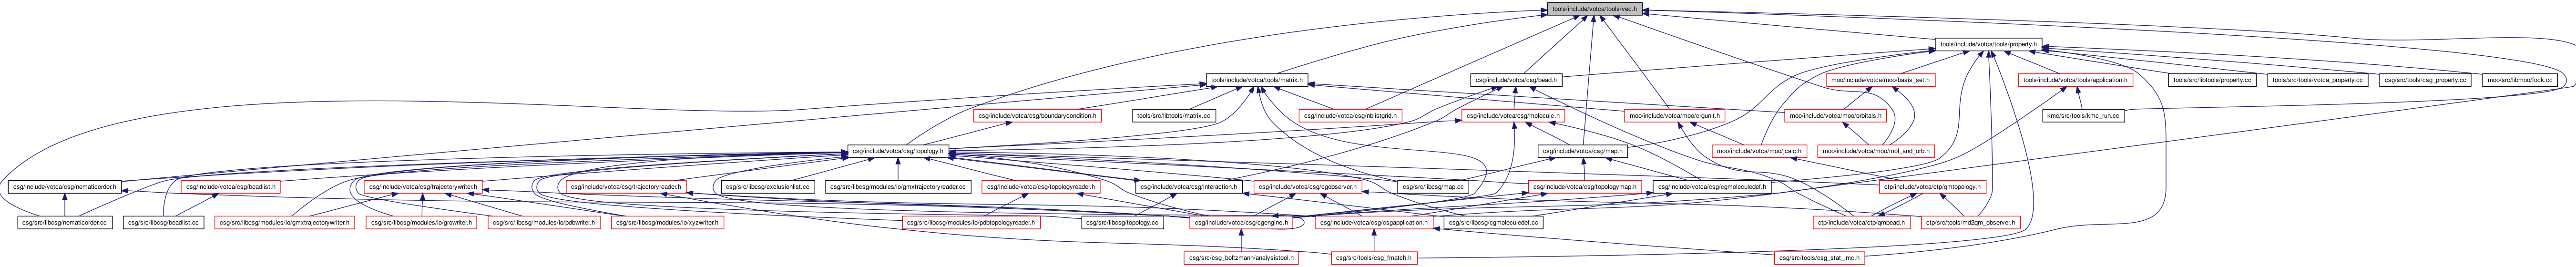 tools/include/votca/tools/vec.h
tools/include/votca/tools/property.h
tools/include/votca/tools/matrix.h
csg/include/votca/csg/bead.h
moo/include/votca/moo/basis_set.h
tools/include/votca/tools/application.h
tools/src/libtools/property.cc
tools/src/tools/votca_property.cc
csg/src/tools/csg_property.cc
moo/src/libmoo/fock.cc
csg/include/votca/csg/boundarycondition.h
tools/src/libtools/matrix.cc
csg/include/votca/csg/nblistgrid.h
csg/include/votca/csg/molecule.h
moo/include/votca/moo/crgunit.h
moo/include/votca/moo/orbitals.h
kmc/src/tools/kmc_run.cc
csg/include/votca/csg/topology.h
csg/include/votca/csg/map.h
moo/include/votca/moo/jcalc.h
moo/include/votca/moo/mol_and_orb.h
csg/include/votca/csg/nematicorder.h
csg/include/votca/csg/beadlist.h
csg/include/votca/csg/trajectorywriter.h
csg/include/votca/csg/trajectoryreader.h
csg/src/libcsg/exclusionlist.cc
csg/src/libcsg/modules/io/gmxtrajectoryreader.cc
csg/include/votca/csg/topologyreader.h
csg/include/votca/csg/interaction.h
csg/include/votca/csg/cgobserver.h
csg/src/libcsg/map.cc
csg/include/votca/csg/topologymap.h
csg/include/votca/csg/cgmoleculedef.h
ctp/include/votca/ctp/qmtopology.h
csg/src/libcsg/nematicorder.cc
csg/src/libcsg/beadlist.cc
csg/src/libcsg/modules/io/gmxtrajectorywriter.h
csg/src/libcsg/modules/io/growriter.h
csg/src/libcsg/modules/io/pdbwriter.h
csg/src/libcsg/modules/io/xyzwriter.h
csg/src/libcsg/topology.cc
csg/src/libcsg/modules/io/pdbtopologyreader.h
csg/include/votca/csg/cgengine.h
csg/include/votca/csg/csgapplication.h
csg/src/libcsg/cgmoleculedef.cc
ctp/include/votca/ctp/qmbead.h
ctp/src/tools/md2qm_observer.h
csg/src/csg_boltzmann/analysistool.h
csg/src/tools/csg_fmatch.h
csg/src/tools/csg_stat_imc.h